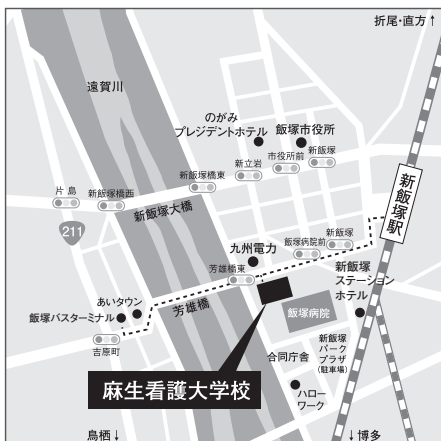 折尾・直方↑
遠賀川
のがみ
プレジデントホテル
飯塚市役所
新立岩
市役所前
新飯塚
片島
新飯塚橋西
新飯塚橋東
新飯塚大橋
211
新飯塚駅
九州電力
飯塚病院前
新飯塚
芳雄橋東
新飯塚
ステーション
ホテル
あいタウン
飯塚バスターミナル
芳雄橋
吉原町
飯塚病院
合同庁舎
新飯塚
パーク
プラザ
(駐車場)
麻生看護大学校
ハロー
ワーク
鳥栖↓
↓博多